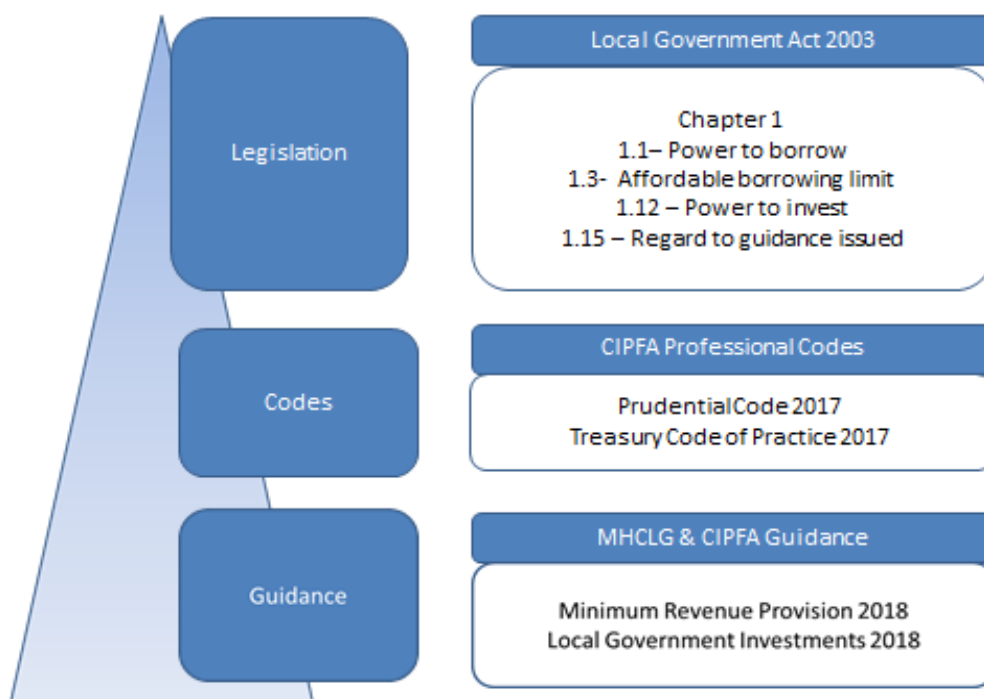 Legislation
Local Government Act 2003
Chapter 1
1.1– Power to borrow
1.3- Affordable borrowing limit
1.12 – Power to invest
1.15 – Regard to guidance issued
Codes
CIPFA Professional Codes
Prudential Code 2017
Treasury Code of Practice 2017
Guidance
MHCLG & CIPFA Guidance
Minimum Revenue Provision 2018
Local Government Investments 2018